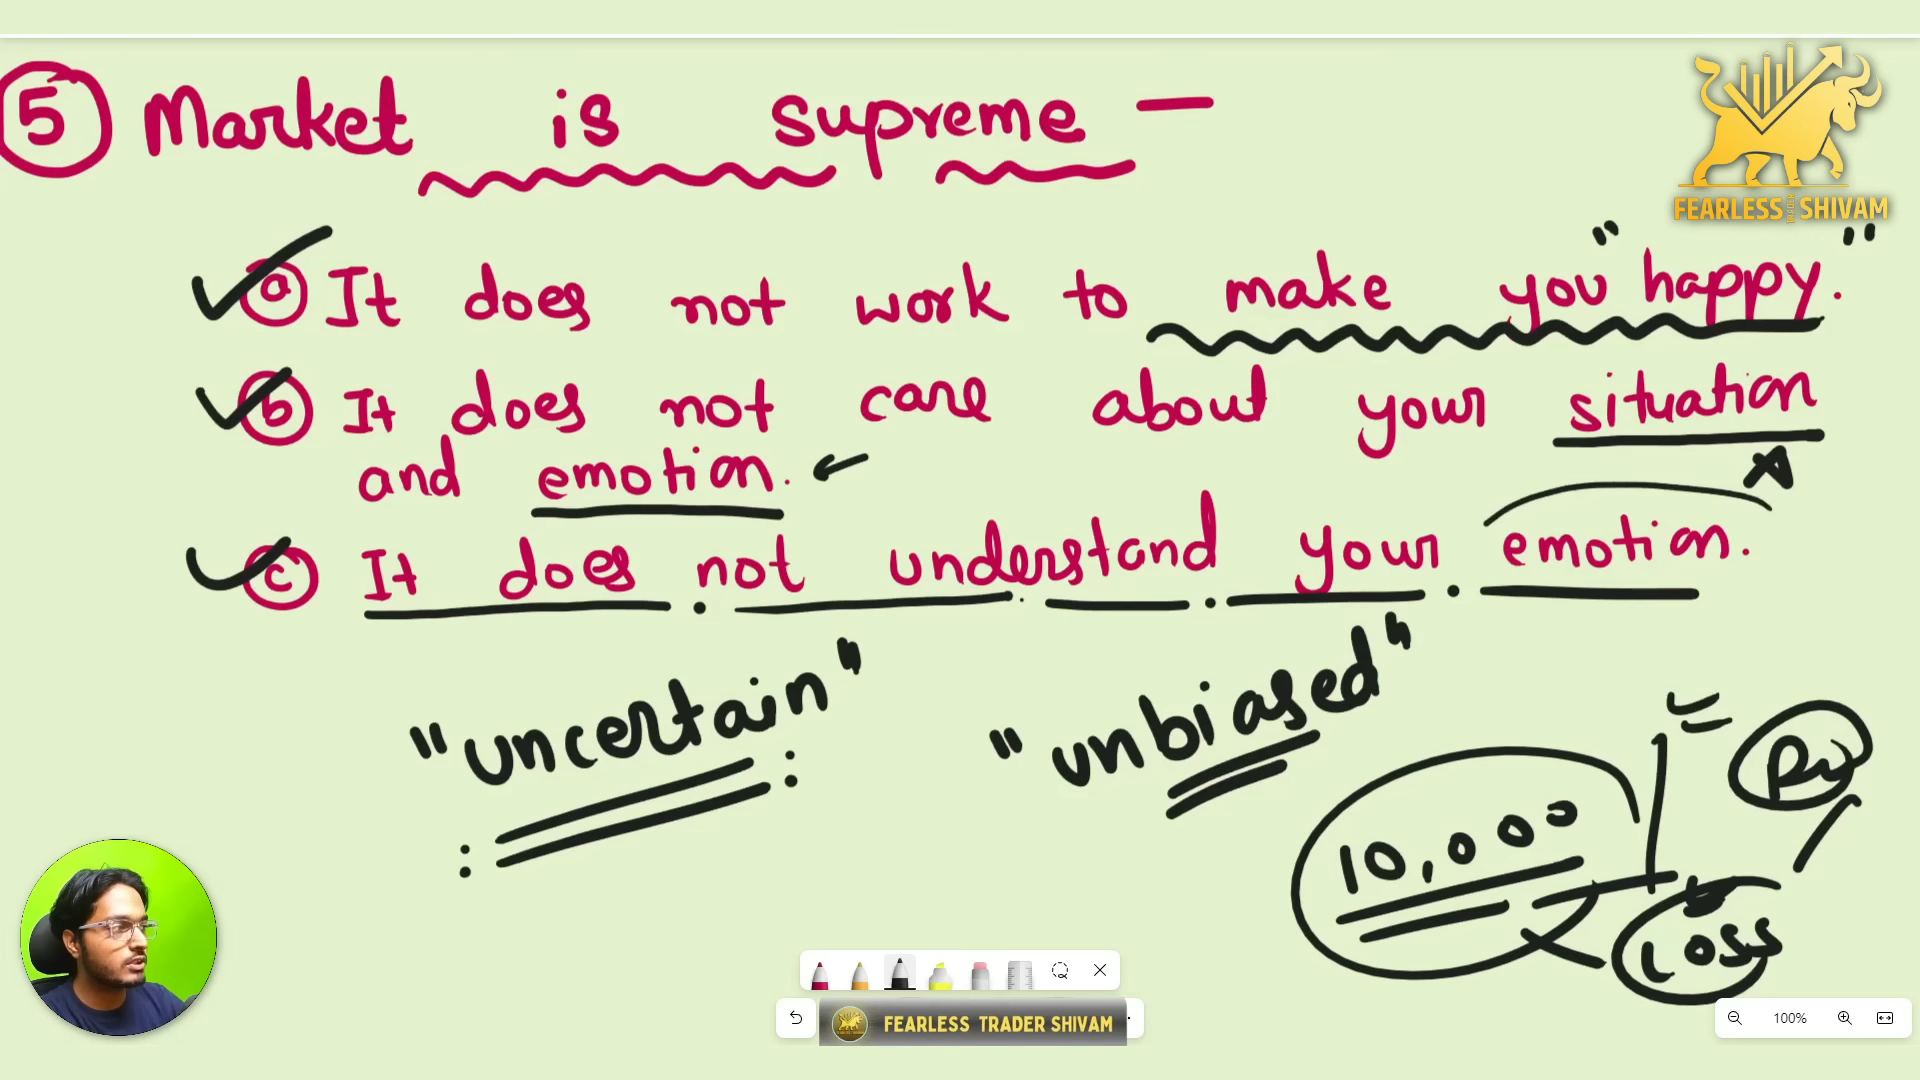 5 Market is supreme —
a It does not work to make you "happy."
b It does not care about your situation
and emotion.
c It does not understand your emotion.
"uncertain"
"unbiased"
10,000
Loss
FEARLESS SHIVAM
FEARLESS TRADER SHIVAM
100%